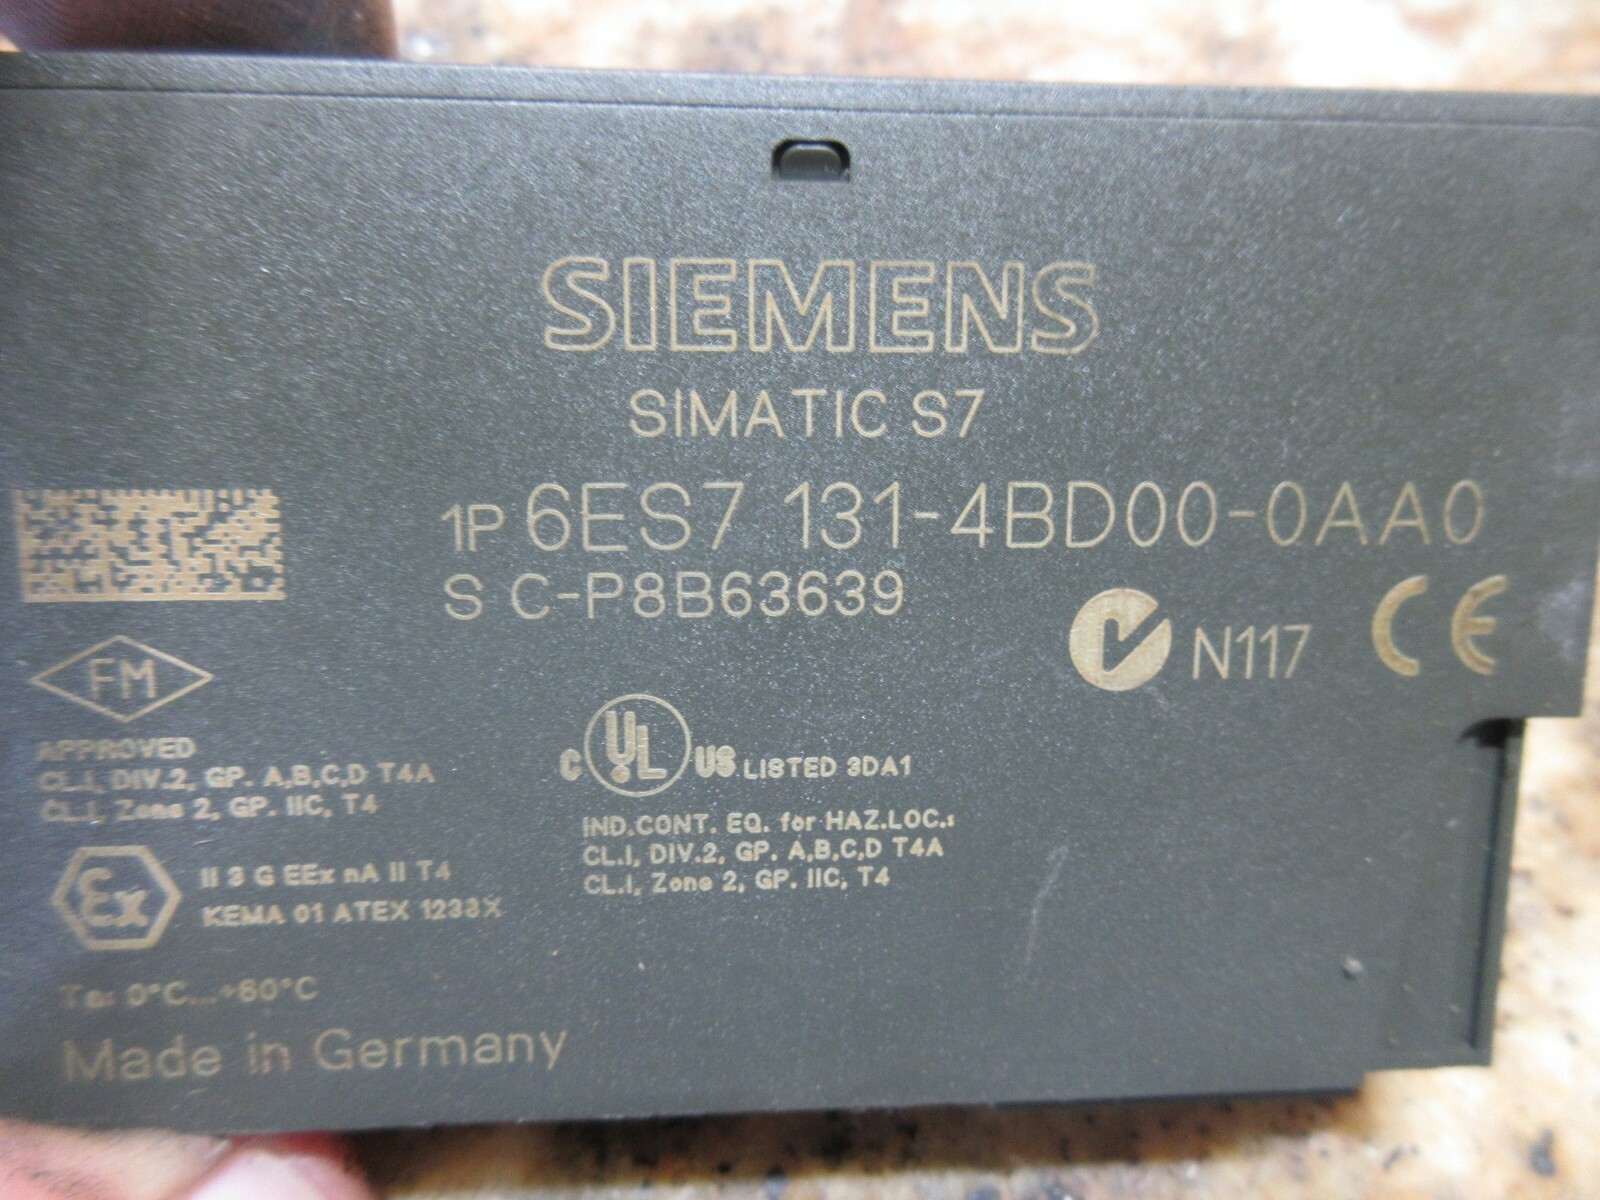 SIEMENS
SIMATIC S7
1P 6ES7 131-4BD00-0AA0
S C-P8B63639
N117 CE
FM
APPROVED
CL.I, DIV.2, GP. A,B,C,D T4A
CL.I, Zone 2, GP. IIC, T4
C UL US LISTED 3DA1
IND.CONT. EQ. for HAZ.LOC.:
CL.I, DIV.2, GP. A,B,C,D T4A
CL.I, Zone 2, GP. IIC, T4
Ex II 3 G EEx nA II T4
KEMA 01 ATEX 1238X
Ta: 0°C...+60°C
Made in Germany